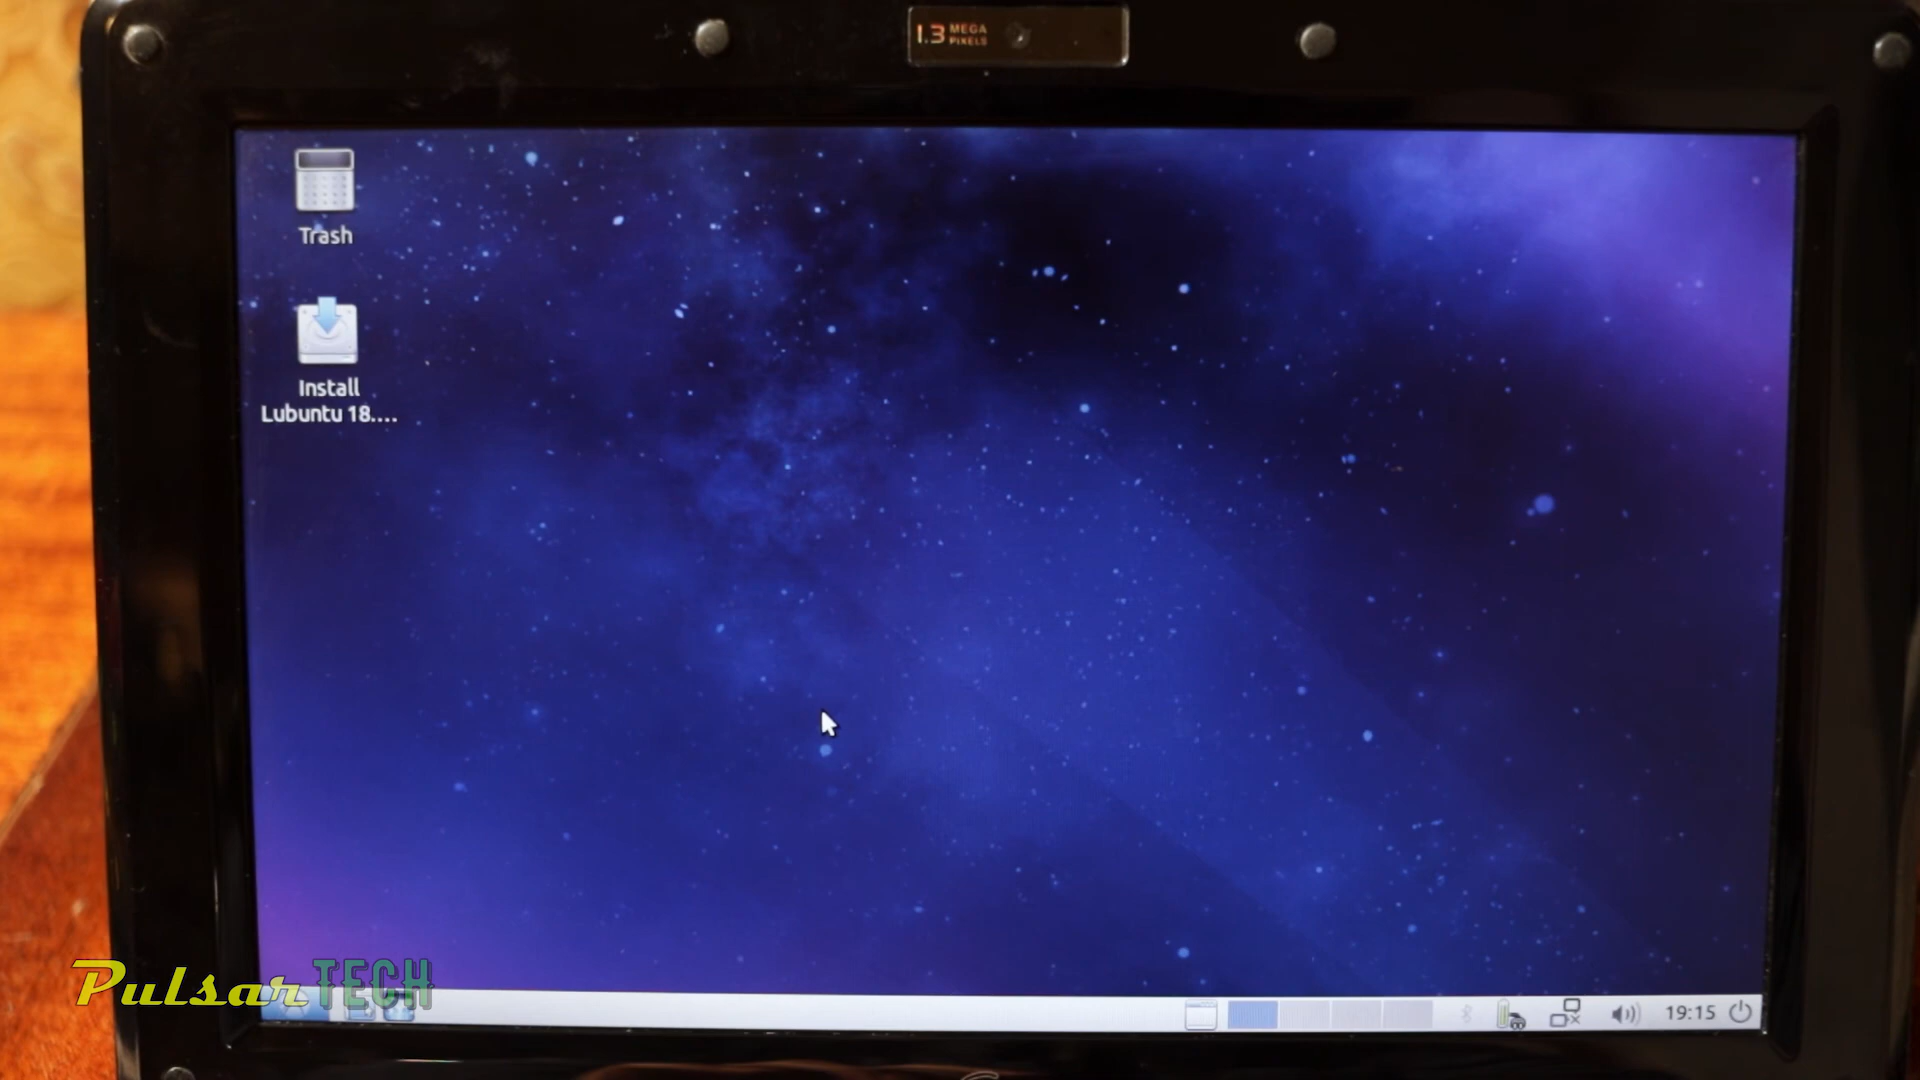 1.3 MEGA
PIXELS
Trash
Install
Lubuntu 18....
Pulsar TECH
19:15